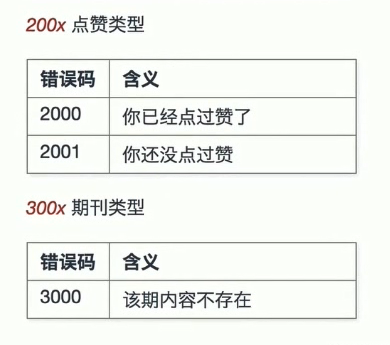 200x 点赞类型
错误码 含义
2000 你已经点过赞了
2001 你还没点过赞
300x 期刊类型
错误码 含义
3000 该期内容不存在